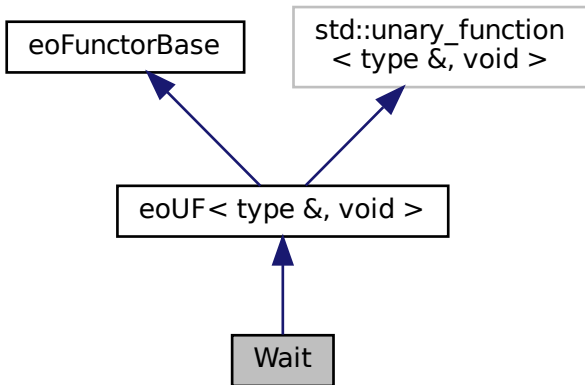 eoFunctorBase
std::unary_function
< type &, void >
eoUF< type &, void >
Wait